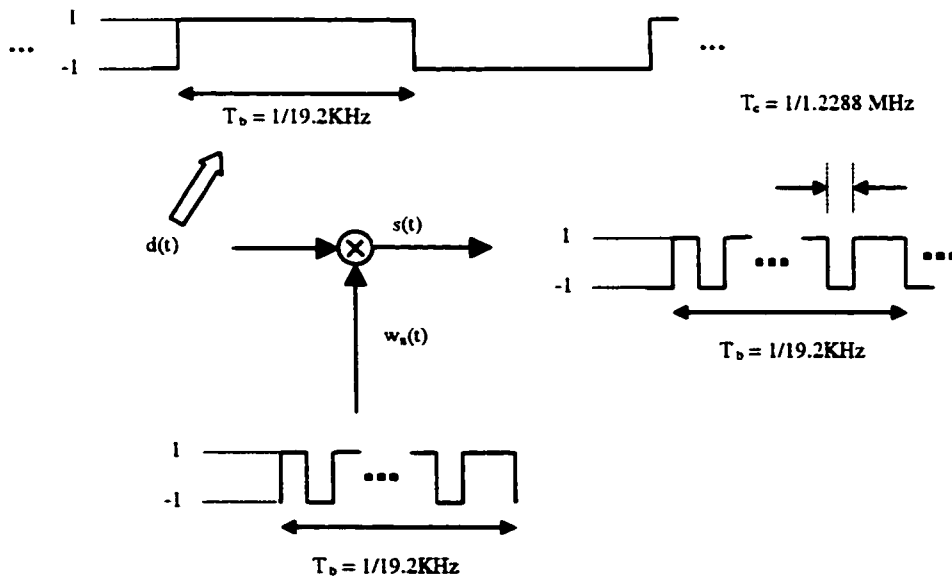 1
...
-1
...
T_b = 1/19.2KHz
T_c = 1/1.2288 MHz
d(t)
s(t)
1
...
...
-1
w_n(t)
T_b = 1/19.2KHz
1
...
-1
T_b = 1/19.2KHz